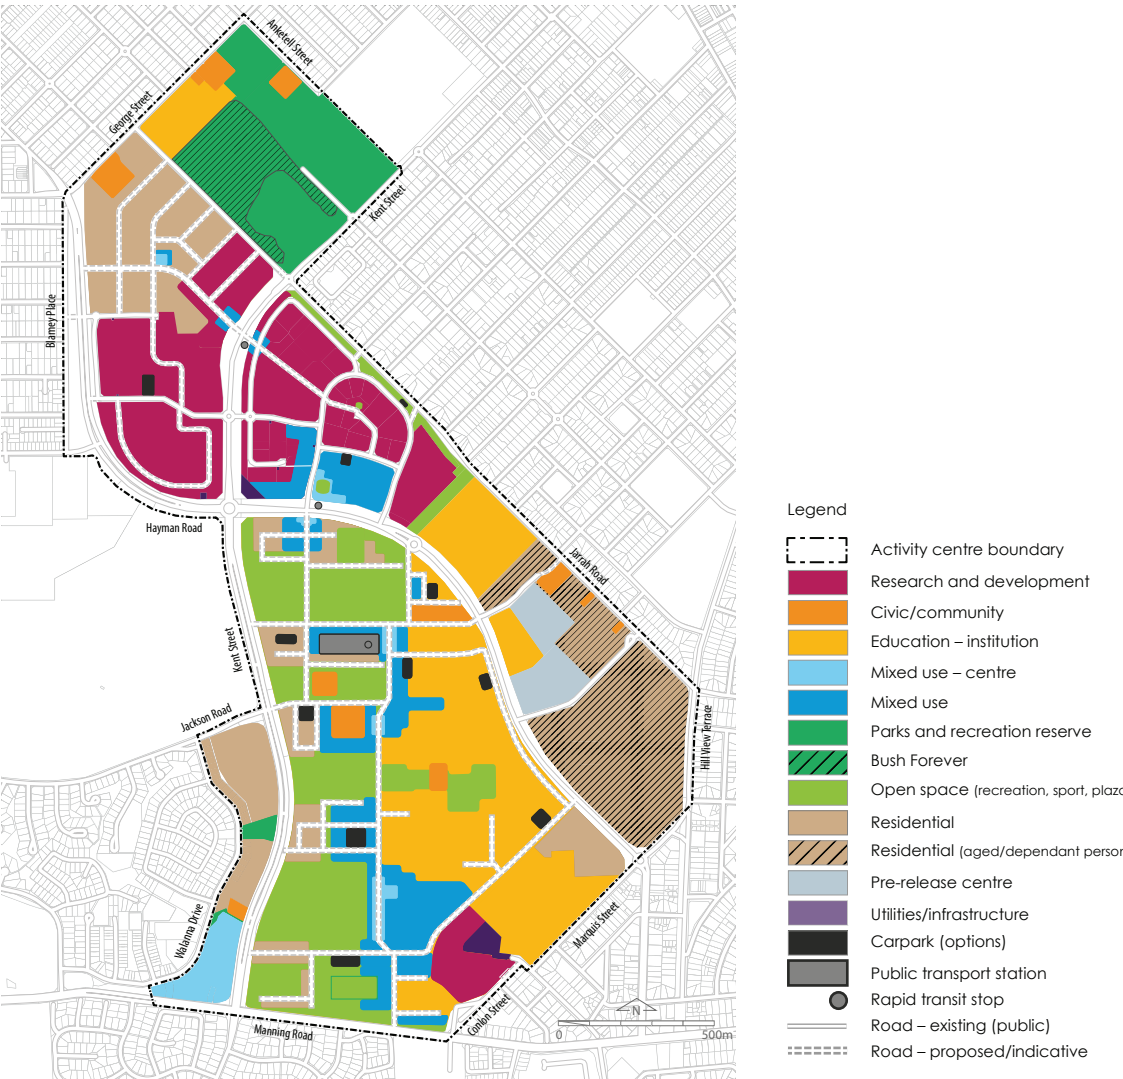 Anketell Street
George Street
Kent Street
Blamey Place
Hayman Road
Jarrah Road
Kent Street
Jackson Road
Hill View Terrace
Walanna Drive
Marquis Street
Conlon Street
Manning Road
N
0
500m
Legend
Activity centre boundary
Research and development
Civic/community
Education – institution
Mixed use – centre
Mixed use
Parks and recreation reserve
Bush Forever
Open space (recreation, sport, plaza
Residential
Residential (aged/dependant person
Pre-release centre
Utilities/infrastructure
Carpark (options)
Public transport station
Rapid transit stop
Road – existing (public)
Road – proposed/indicative